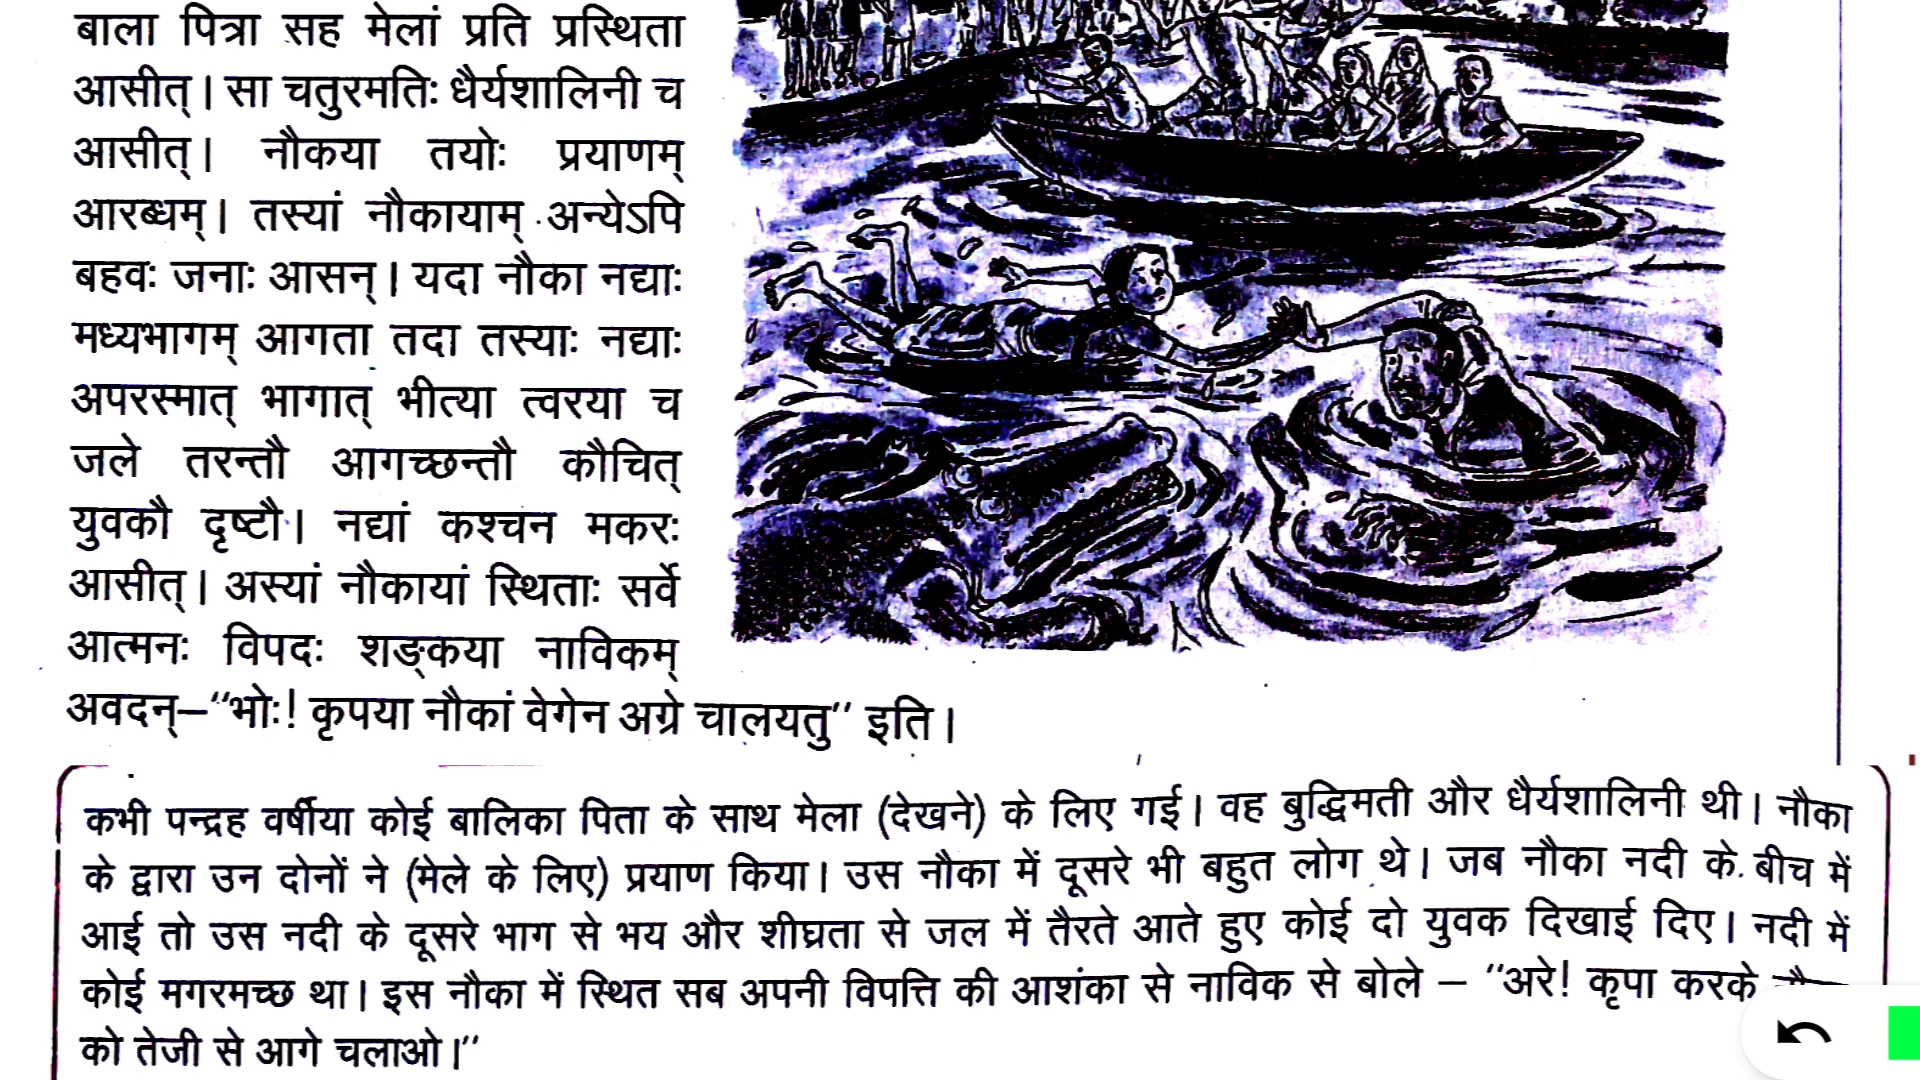 बाला पित्रा सह मेलां प्रति प्रस्थिता
आसीत्। सा चतुरमतिः धैर्यशालिनी च
आसीत्। नौकया तयोः प्रयाणम्
आरब्धम्। तस्यां नौकायाम् अन्येऽपि
बहवः जनाः आसन्। यदा नौका नद्याः
मध्यभागम् आगता तदा तस्याः नद्याः
अपरस्मात् भागात् भीत्या त्वरया च
जले तरन्तौ आगच्छन्तौ कौचित्
युवकौ दृष्टौ। नद्यां कश्चन मकरः
आसीत्। अस्यां नौकायां स्थिताः सर्वे
आत्मनः विपदः शङ्कया नाविकम्
अवदन्–"भोः! कृपया नौकां वेगेन अग्रे चालयतु" इति।
कभी पन्द्रह वर्षीया कोई बालिका पिता के साथ मेला (देखने) के लिए गई। वह बुद्धिमती और धैर्यशालिनी थी। नौका
के द्वारा उन दोनों ने (मेले के लिए) प्रयाण किया। उस नौका में दूसरे भी बहुत लोग थे। जब नौका नदी के बीच में
आई तो उस नदी के दूसरे भाग से भय और शीघ्रता से जल में तैरते आते हुए कोई दो युवक दिखाई दिए। नदी में
कोई मगरमच्छ था। इस नौका में स्थित सब अपनी विपत्ति की आशंका से नाविक से बोले – "अरे! कृपा करके
को तेजी से आगे चलाओ।"